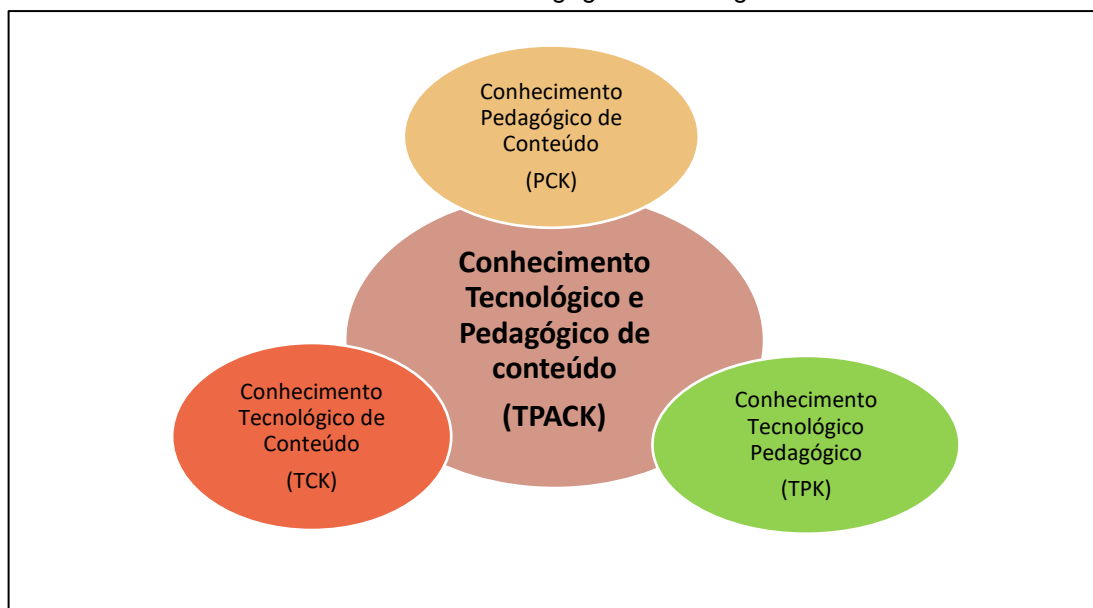 Conhecimento
Pedagógico de
Conteúdo
(PCK)
Conhecimento
Tecnológico e
Pedagógico de
conteúdo
(TPACK)
Conhecimento
Tecnológico de
Conteúdo
(TCK)
Conhecimento
Tecnológico
Pedagógico
(TPK)